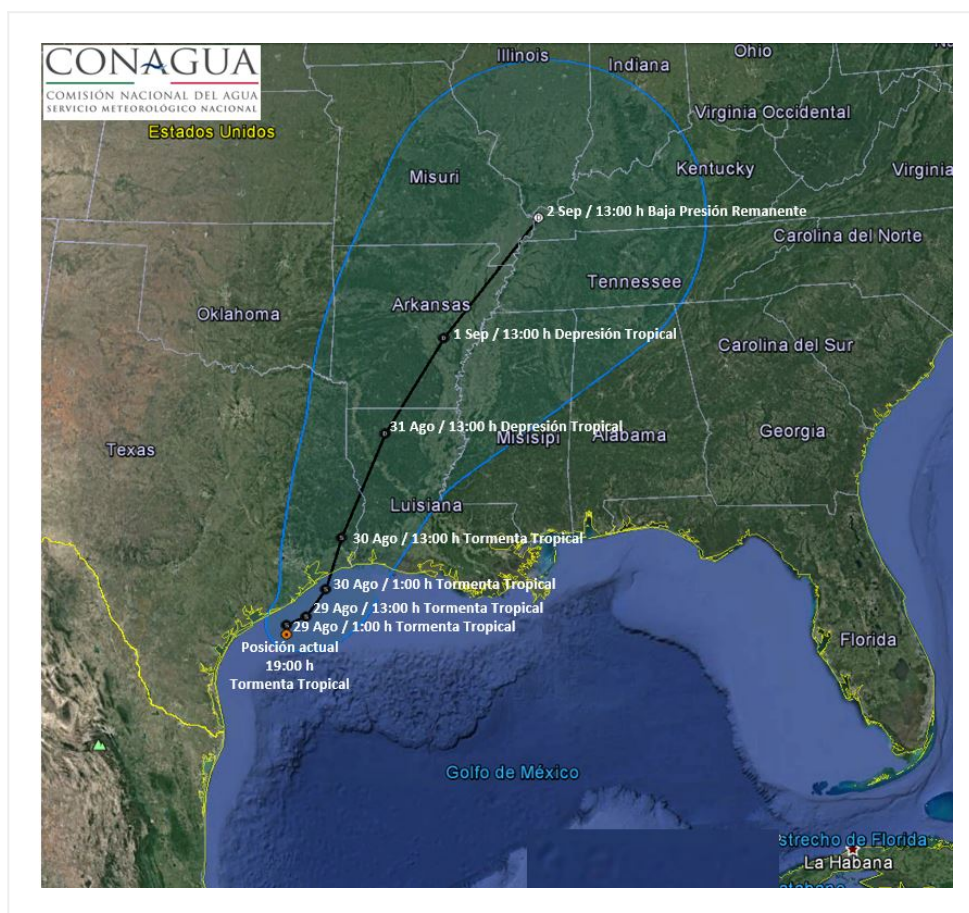 CONAGUA
COMISIÓN NACIONAL DEL AGUA
SERVICIO METEOROLÓGICO NACIONAL
Illinois
Ohio
Indiana
Virginia Occidental
Estados Unidos
Misuri
Kentucky
Virginia
2 Sep / 13:00 h Baja Presión Remanente
Carolina del Norte
Tennessee
Oklahoma
Arkansas
1 Sep / 13:00 h Depresión Tropical
Carolina del Sur
31 Ago / 13:00 h Depresión Tropical
Texas
Misisipi
Alabama
Georgia
Luisiana
30 Ago / 13:00 h Tormenta Tropical
30 Ago / 1:00 h Tormenta Tropical
29 Ago / 13:00 h Tormenta Tropical
29 Ago / 1:00 h Tormenta Tropical
Posición actual
19:00 h
Tormenta Tropical
Florida
Golfo de México
strecho de Florida
La Habana